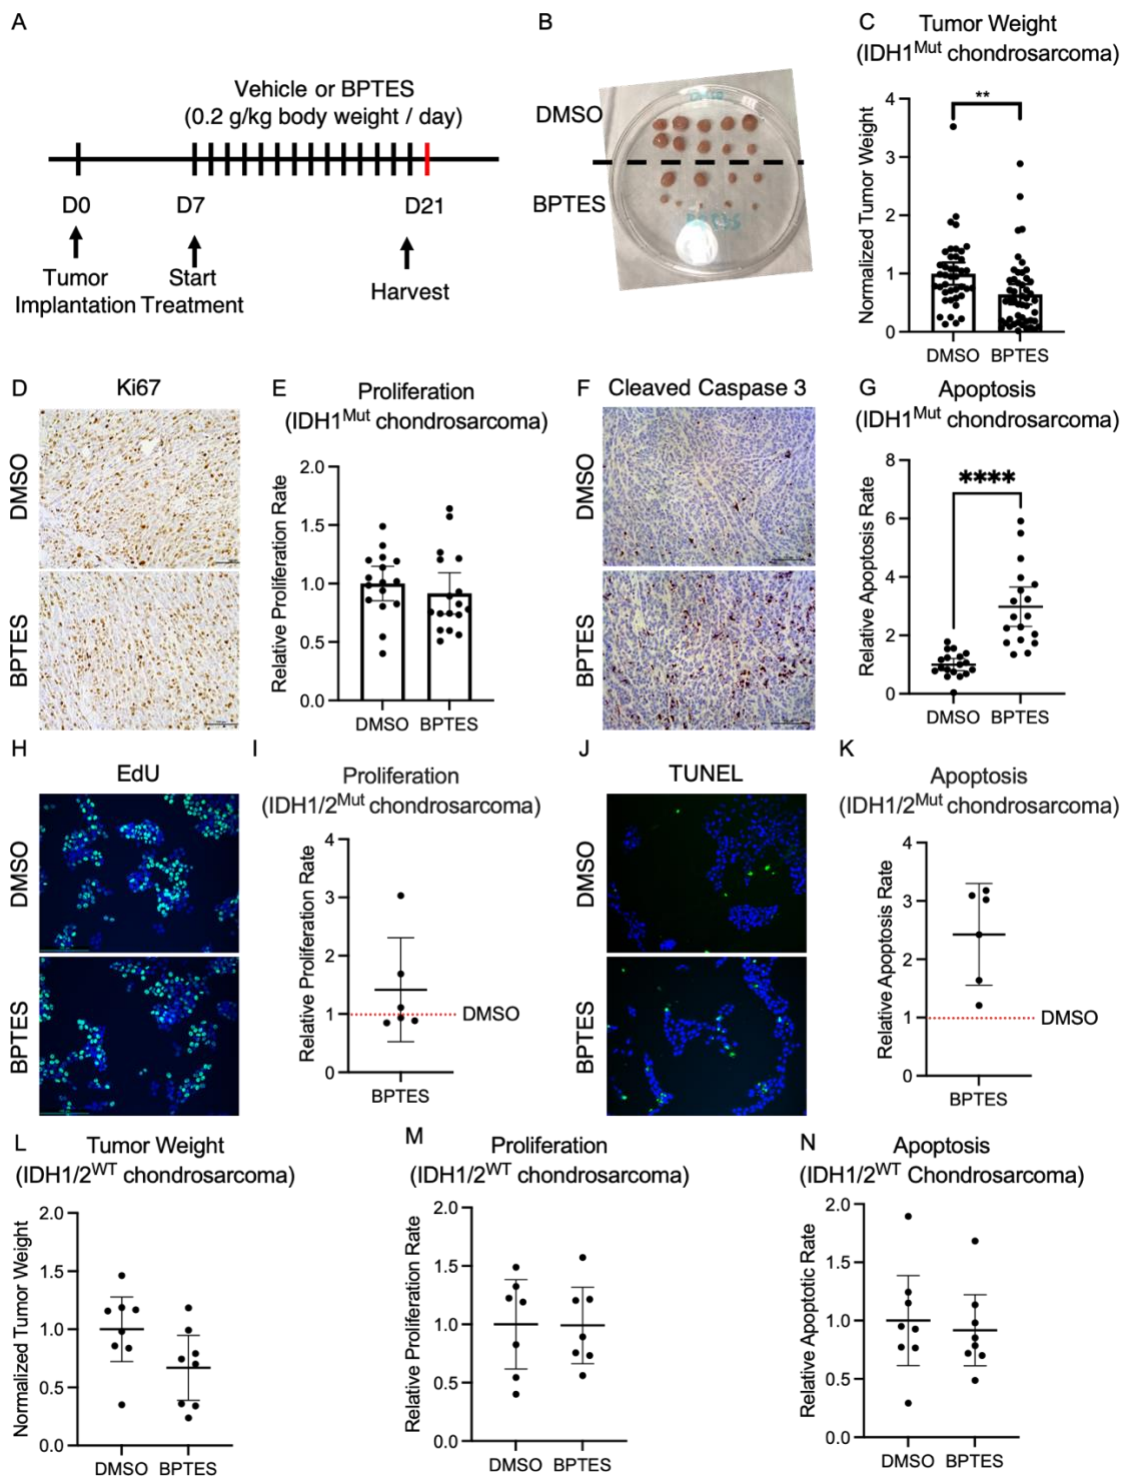 A
Vehicle or BPTES
(0.2 g/kg body weight / day)
D0
D7
D21
Tumor
Implantation
Start
Treatment
Harvest
B
DMSO
BPTES
C
Tumor Weight
(IDH1Mut chondrosarcoma)
**
Normalized Tumor Weight
4
3
2
1
0
DMSO
BPTES
D
Ki67
DMSO
BPTES
E
Proliferation
(IDH1Mut chondrosarcoma)
Relative Proliferation Rate
2.0
1.5
1.0
0.5
0.0
DMSO
BPTES
F
Cleaved Caspase 3
DMSO
BPTES
G
Apoptosis
(IDH1Mut chondrosarcoma)
****
Relative Apoptosis Rate
8
6
4
2
0
DMSO
BPTES
H
EdU
DMSO
BPTES
I
Proliferation
(IDH1/2Mut chondrosarcoma)
Relative Proliferation Rate
4
3
2
1
0
DMSO
BPTES
J
TUNEL
DMSO
BPTES
K
Apoptosis
(IDH1/2Mut chondrosarcoma)
Relative Apoptosis Rate
4
3
2
1
0
DMSO
BPTES
L
Tumor Weight
(IDH1/2WT chondrosarcoma)
Normalized Tumor Weight
2.0
1.5
1.0
0.5
0.0
DMSO
BPTES
M
Proliferation
(IDH1/2WT chondrosarcoma)
Relative Proliferation Rate
2.0
1.5
1.0
0.5
0.0
DMSO
BPTES
N
Apoptosis
(IDH1/2WT Chondrosarcoma)
Relative Apoptotic Rate
2.0
1.5
1.0
0.5
0.0
DMSO
BPTES